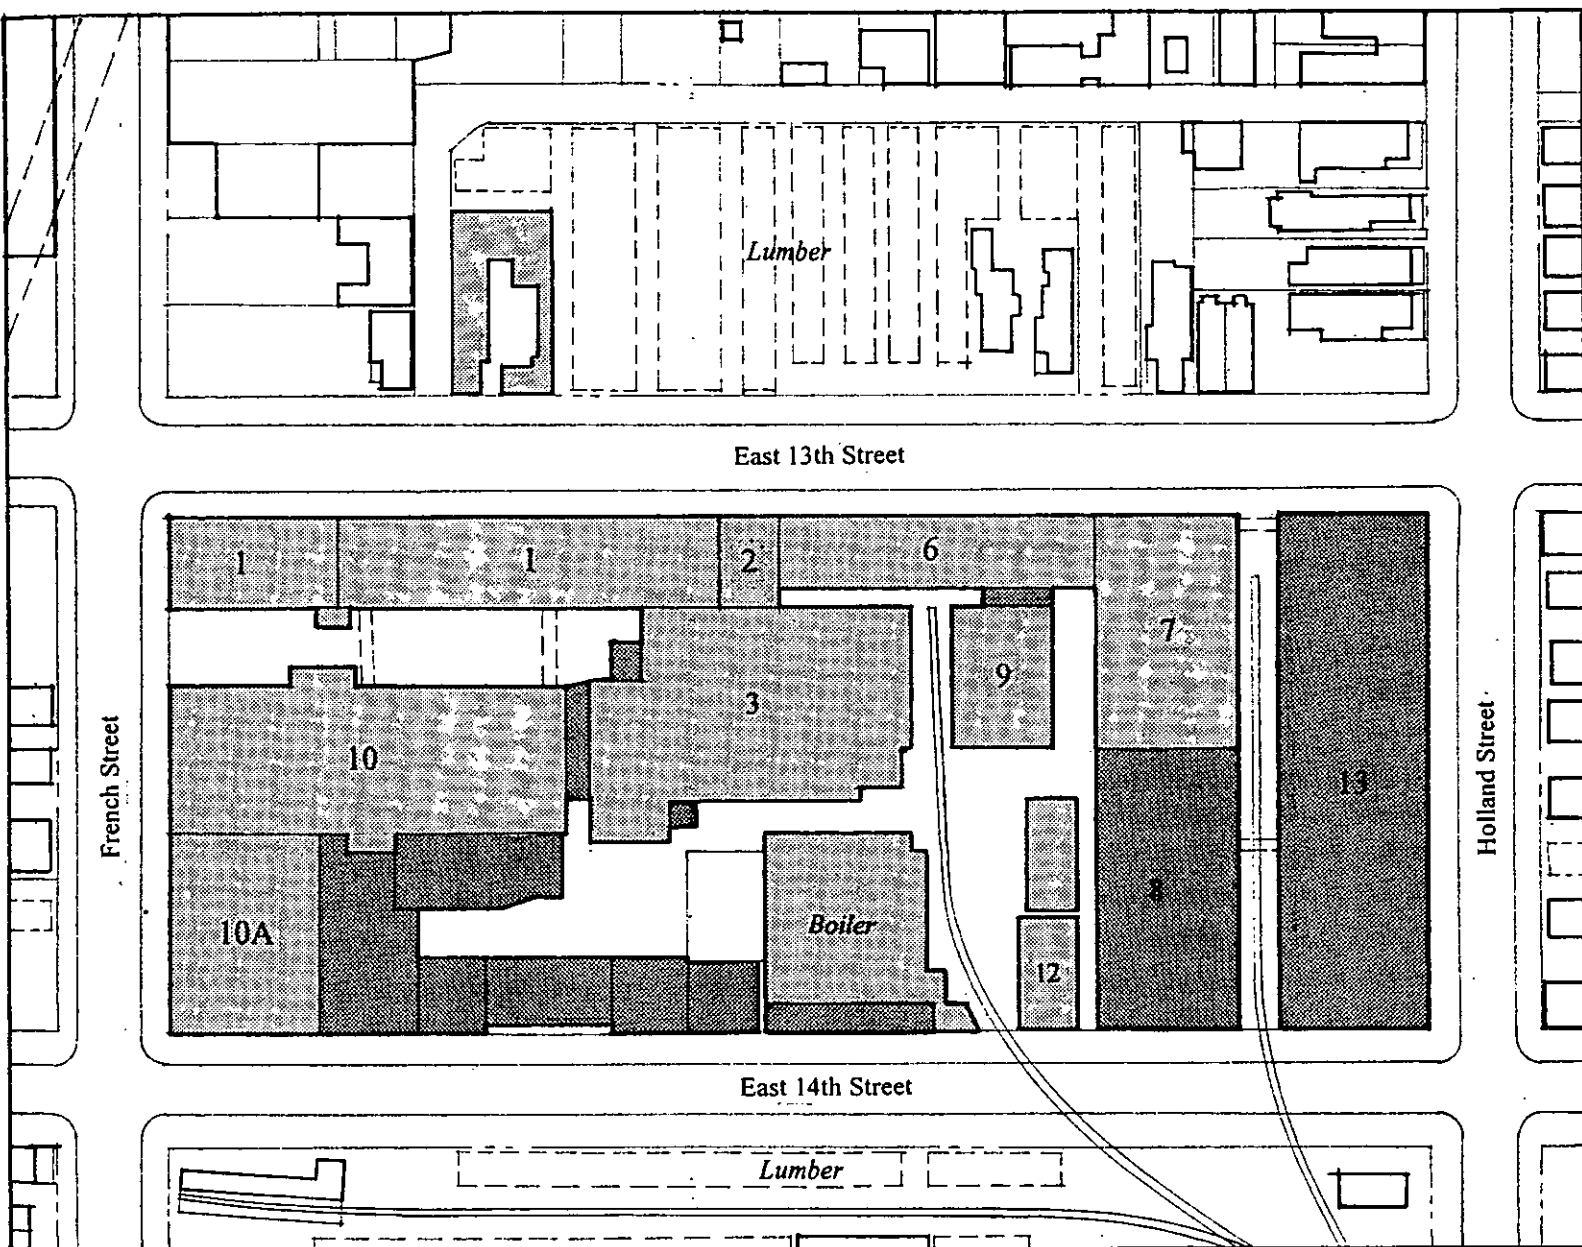 Lumber
East 13th Street
1
1
2
6
7
9
3
10
13
French Street
Holland Street
8
10A
Boiler
12
East 14th Street
Lumber